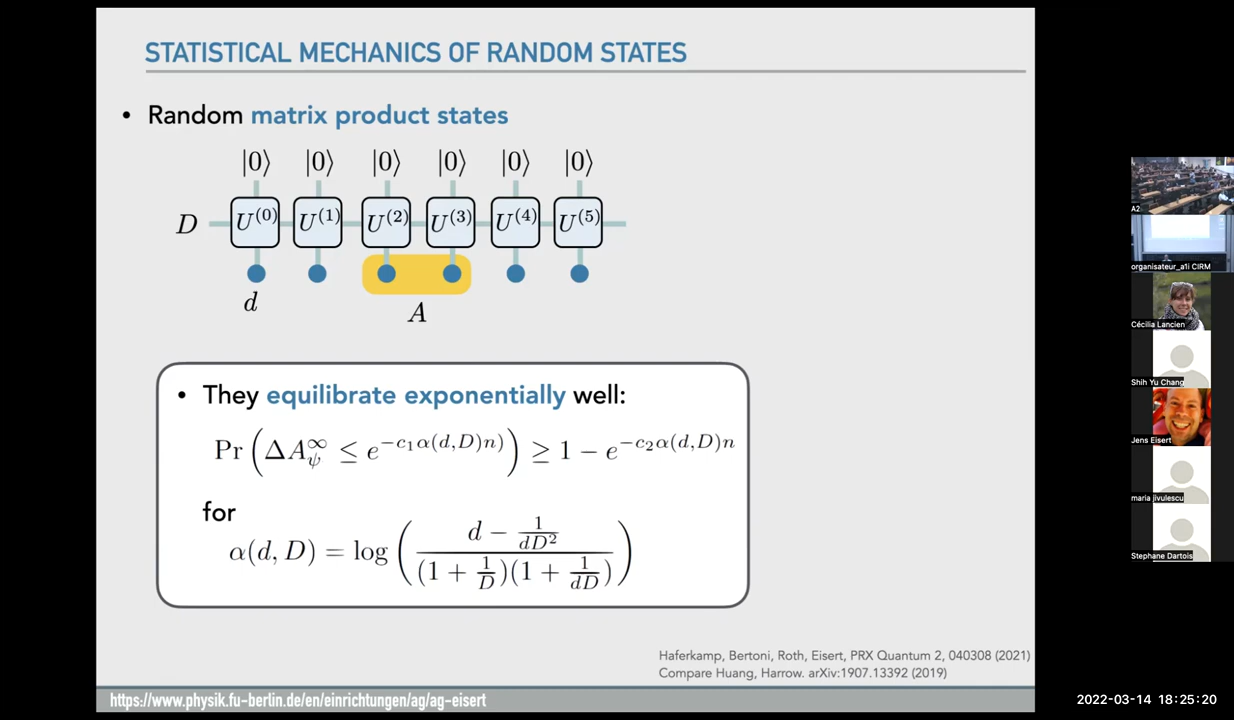 STATISTICAL MECHANICS OF RANDOM STATES
• Random matrix product states
|0⟩ |0⟩ |0⟩ |0⟩ |0⟩ |0⟩
D U^(0) U^(1) U^(2) U^(3) U^(4) U^(5)
d A
• They equilibrate exponentially well:
Pr(ΔA_ψ^∞ ≤ e^{−c₁α(d,D)n}) ≥ 1 − e^{−c₂α(d,D)n}
for
α(d, D) = log((d − 1/(dD²))/((1 + 1/D)(1 + 1/(dD))))
Haferkamp, Bertoni, Roth, Eisert, PRX Quantum 2, 040308 (2021)
Compare Huang, Harrow. arXiv:1907.13392 (2019)
https://www.physik.fu-berlin.de/en/einrichtungen/ag/ag-eisert
A2
organisateur_a1i CIRM
Cécilia Lancien
Shih Yu Chang
Jens Eisert
maria jivulescu
Stephane Dartois
2022-03-14 18:25:20